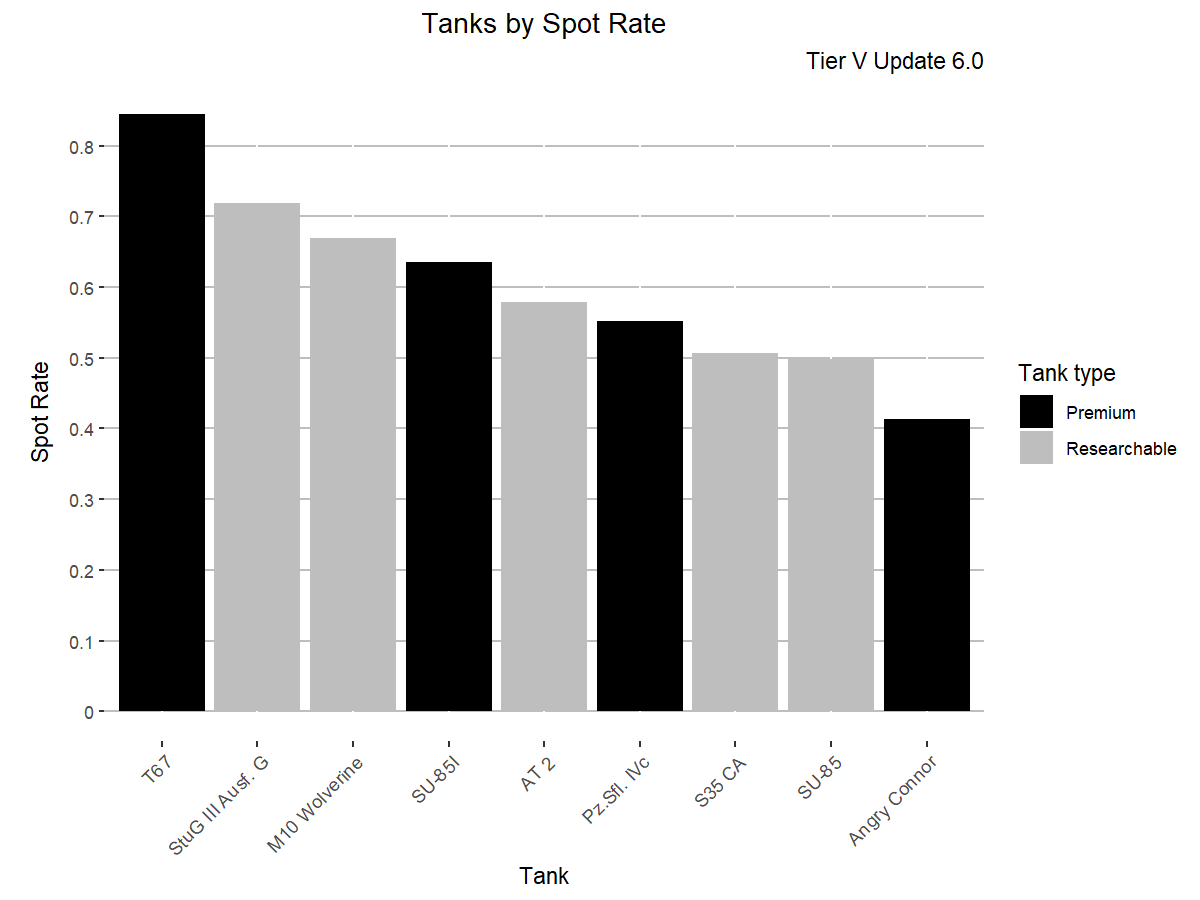 Tanks by Spot Rate
Tier V Update 6.0
Spot Rate
0.8
0.7
0.6
0.5
0.4
0.3
0.2
0.1
0
T67
StuG III Ausf. G
M10 Wolverine
SU-85I
AT 2
Pz.Sfl. IVc
S35 CA
SU-85
Angry Connor
Tank
Tank type
Premium
Researchable